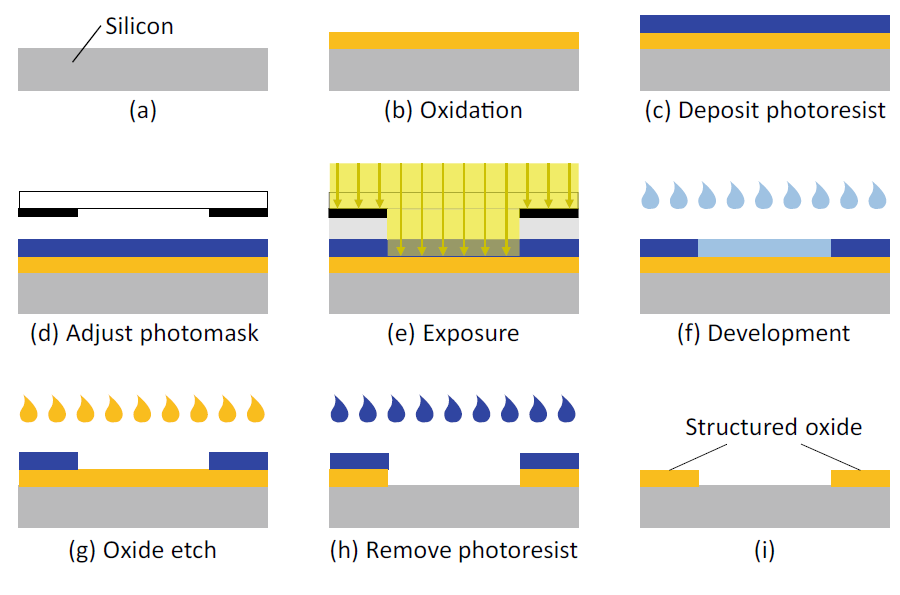 Silicon
(a)
(b) Oxidation
(c) Deposit photoresist
(d) Adjust photomask
(e) Exposure
(f) Development
(g) Oxide etch
(h) Remove photoresist
Structured oxide
(i)